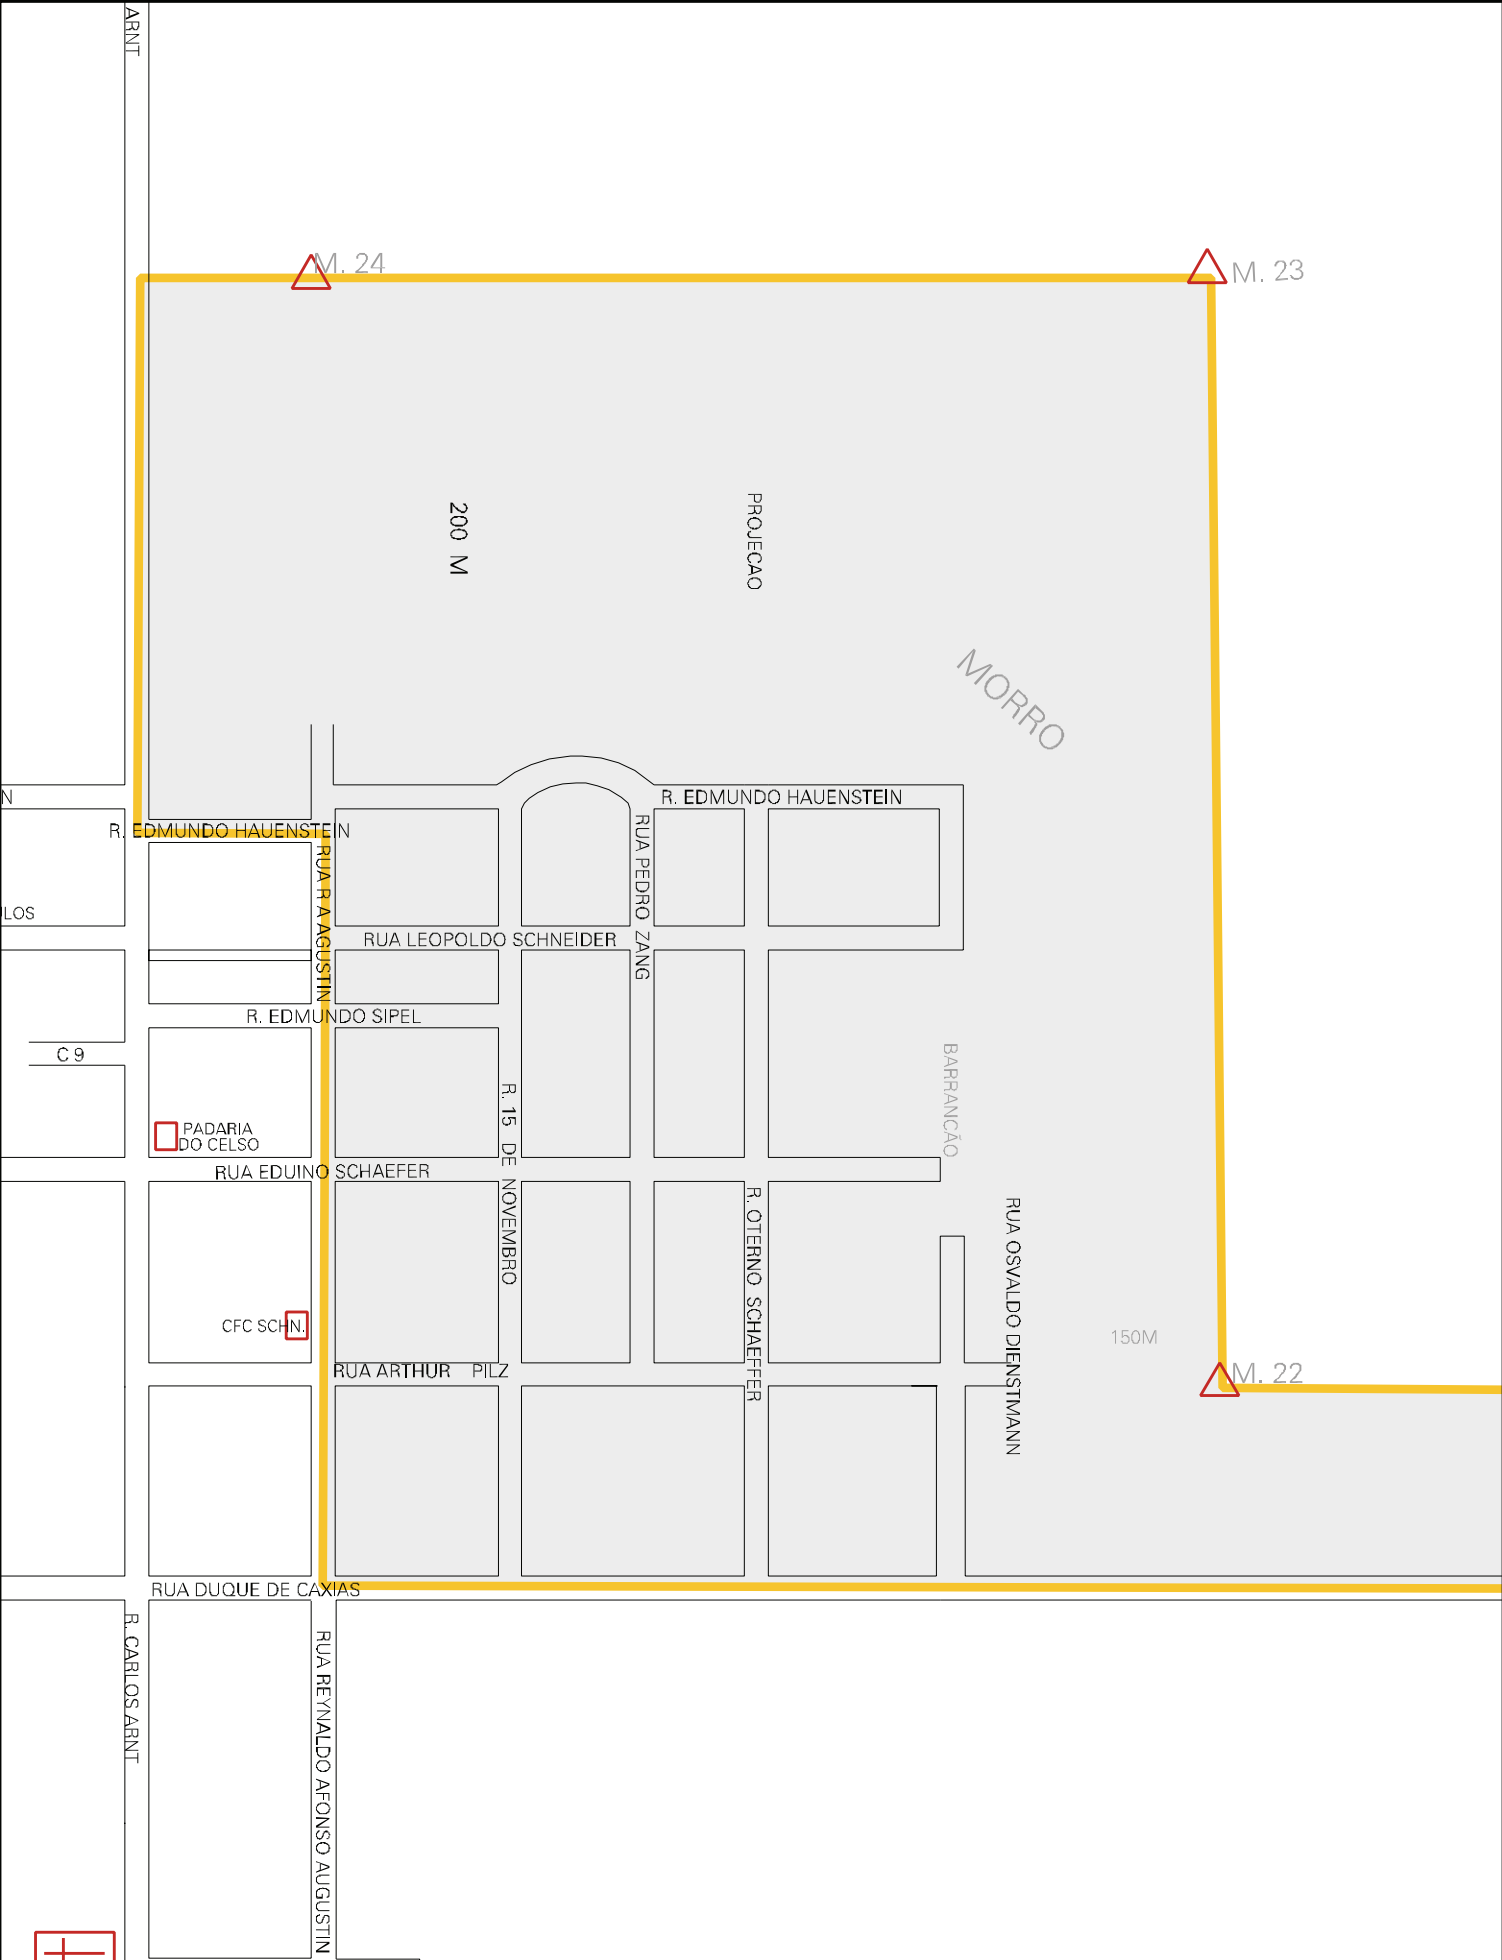 ARNT
M. 24
M. 23
200 M
PROJECAO
MORRO
N
R. EDMUNDO HAUENSTEIN
R. EDMUNDO HAUENSTEIN
RUA PEDRO ZANG
RUA R A AGUSTIN
LOS
RUA LEOPOLDO SCHNEIDER
R. EDMUNDO SIPEL
C 9
BARRANCÃO
R. 15 DE NOVEMBRO
PADARIA
DO CELSO
RUA EDUINO SCHAEFER
R. OTERNO SCHAEFFER
RUA OSVALDO DIENSTMANN
CFC SCHN.
150M
RUA ARTHUR PILZ
M. 22
RUA DUQUE DE CAXIAS
R. CARLOS ARNT
RUA REYNALDO AFONSO AUGUSTIN